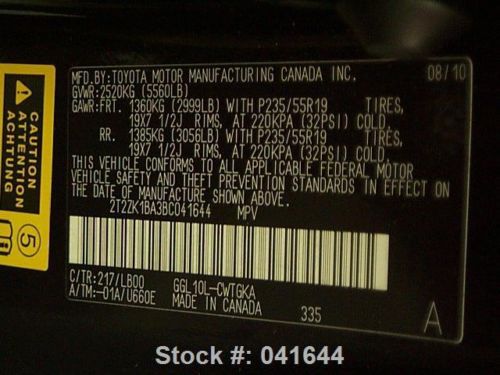 MFD.BY:TOYOTA MOTOR MANUFACTURING CANADA INC. 08/10
GVWR:2520KG (5560LB)
GAWR:FRT. 1360KG (2999LB) WITH P235/55R19 TIRES,
19X7 1/2J RIMS, AT 220KPA (32PSI) COLD
RR. 1385KG (3056LB) WITH P235/55R19 TIRES,
19X7 1/2J RIMS, AT 220KPA (32PSI) COLD
THIS VEHICLE CONFORMS TO ALL APPLICABLE FEDERAL MOTOR
VEHICLE SAFETY AND THEFT PREVENTION STANDARDS IN EFFECT ON
THE DATE OF MANUFACTURE SHOWN ABOVE.
2T2ZK1BA3BC041644 MPV
C/TR:217/LB00 GGL10L-CWTGKA
A/TM:-01A/U660E MADE IN CANADA 335
A
CAUTION
ATTENTION
ACHTUNG
5
Stock #: 041644